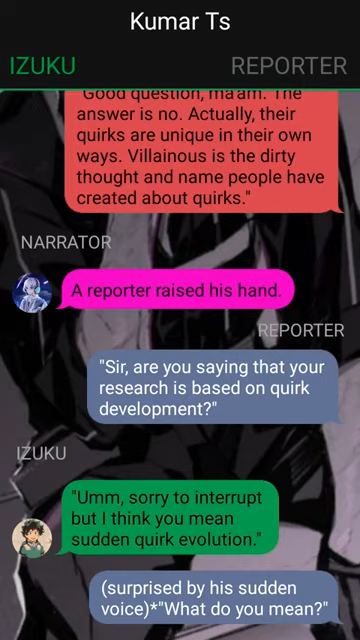 Kumar Ts
IZUKU REPORTER
"Good question, ma'am. The
answer is no. Actually, their
quirks are unique in their own
ways. Villainous is the dirty
thought and name people have
created about quirks."
NARRATOR
A reporter raised his hand.
REPORTER
"Sir, are you saying that your
research is based on quirk
development?"
IZUKU
"Umm, sorry to interrupt
but I think you mean
sudden quirk evolution."
(surprised by his sudden
voice)*"What do you mean?"